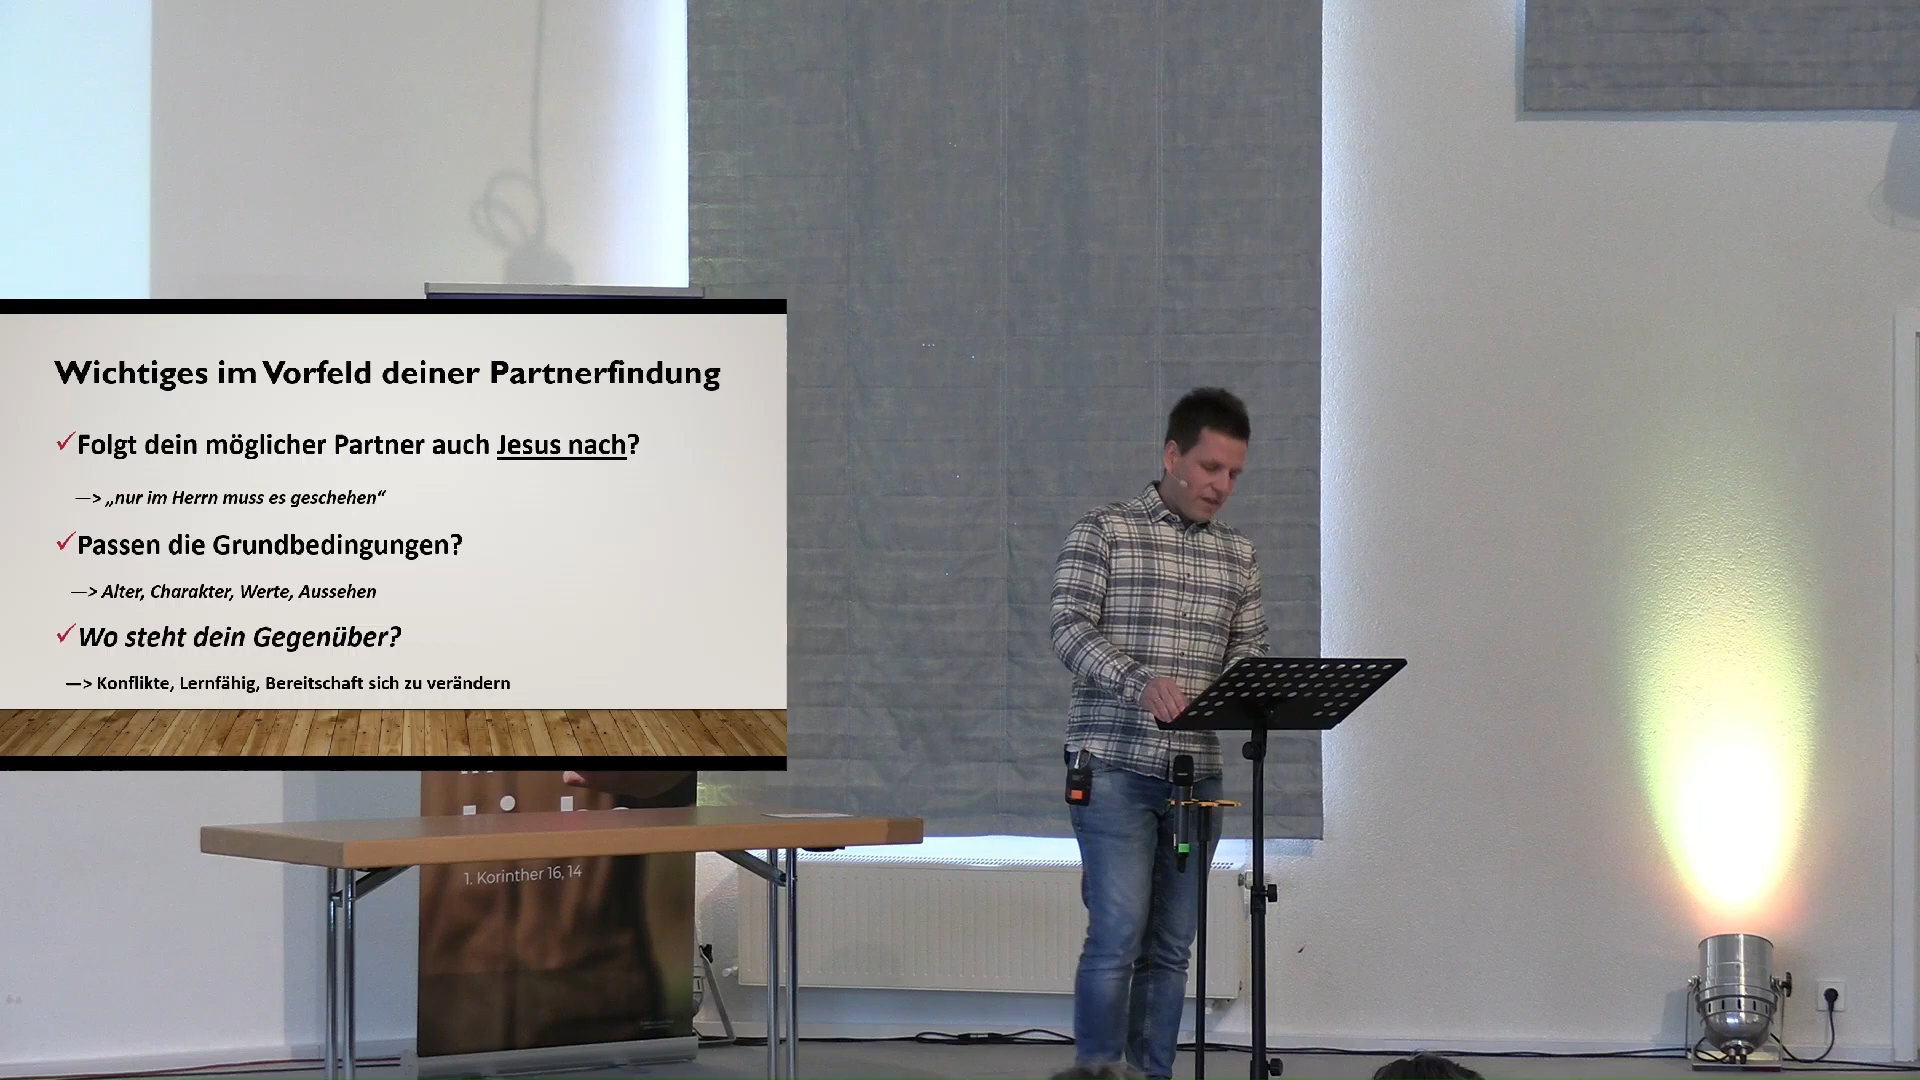 Wichtiges im Vorfeld deiner Partnerfindung
✓Folgt dein möglicher Partner auch Jesus nach?
—> „nur im Herrn muss es geschehen“
✓Passen die Grundbedingungen?
—> Alter, Charakter, Werte, Aussehen
✓Wo steht dein Gegenüber?
—> Konflikte, Lernfähig, Bereitschaft sich zu verändern
1. Korinther 16, 14